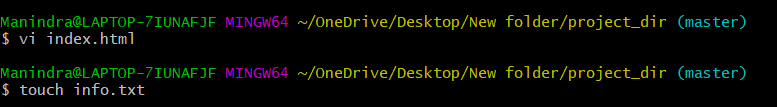 Manindra@LAPTOP-7IUNAFJF MINGW64 ~/OneDrive/Desktop/New folder/project_dir (master)
$ vi index.html
Manindra@LAPTOP-7IUNAFJF MINGW64 ~/OneDrive/Desktop/New folder/project_dir (master)
$ touch info.txt